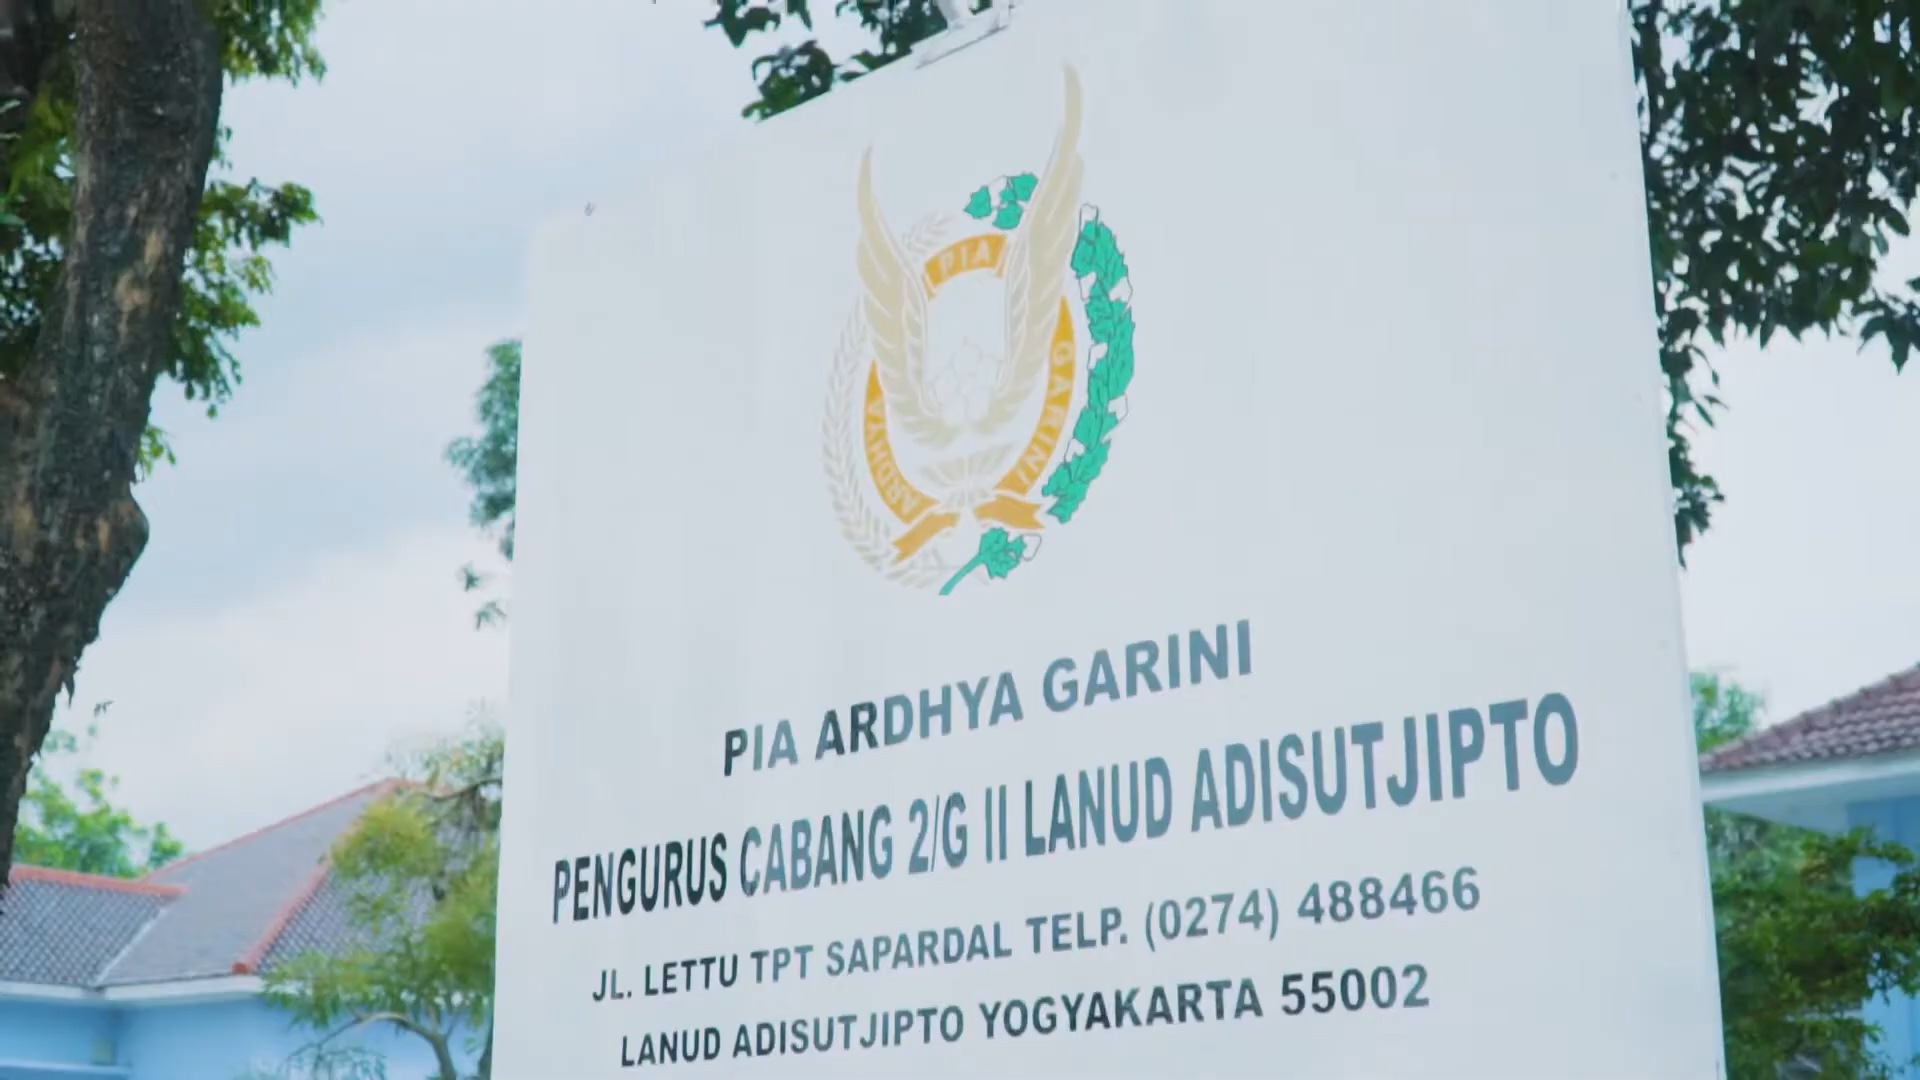 PIA
ARDHYA
GARINI
PIA ARDHYA GARINI
PENGURUS CABANG 2/G II LANUD ADISUTJIPTO
JL. LETTU TPT SAPARDAL TELP. (0274) 488466
LANUD ADISUTJIPTO YOGYAKARTA 55002